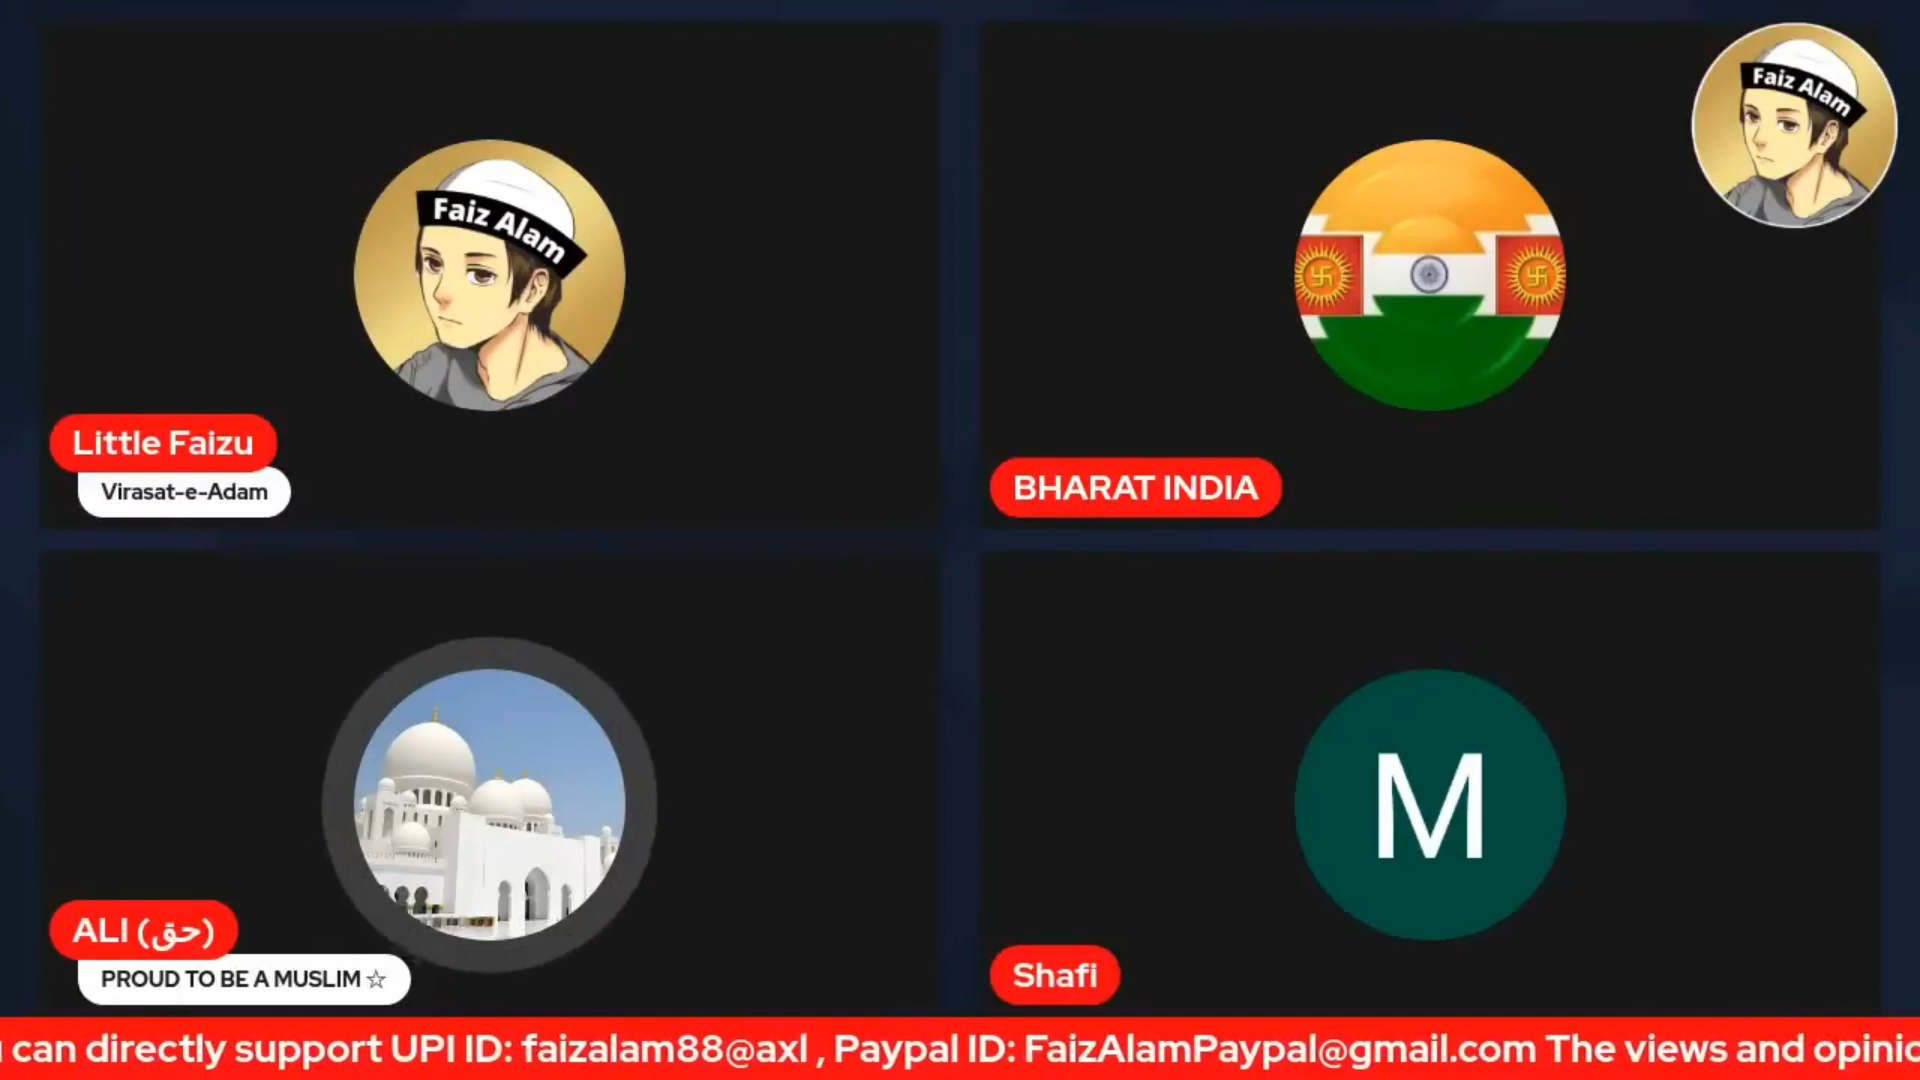 Faiz Alam
Faiz Alam
Little Faizu
Virasat-e-Adam
BHARAT INDIA
ALI (حق)
PROUD TO BE A MUSLIM ☆
M
Shafi
can directly support UPI ID: faizalam88@axl , Paypal ID: FaizAlamPaypal@gmail.com The views and